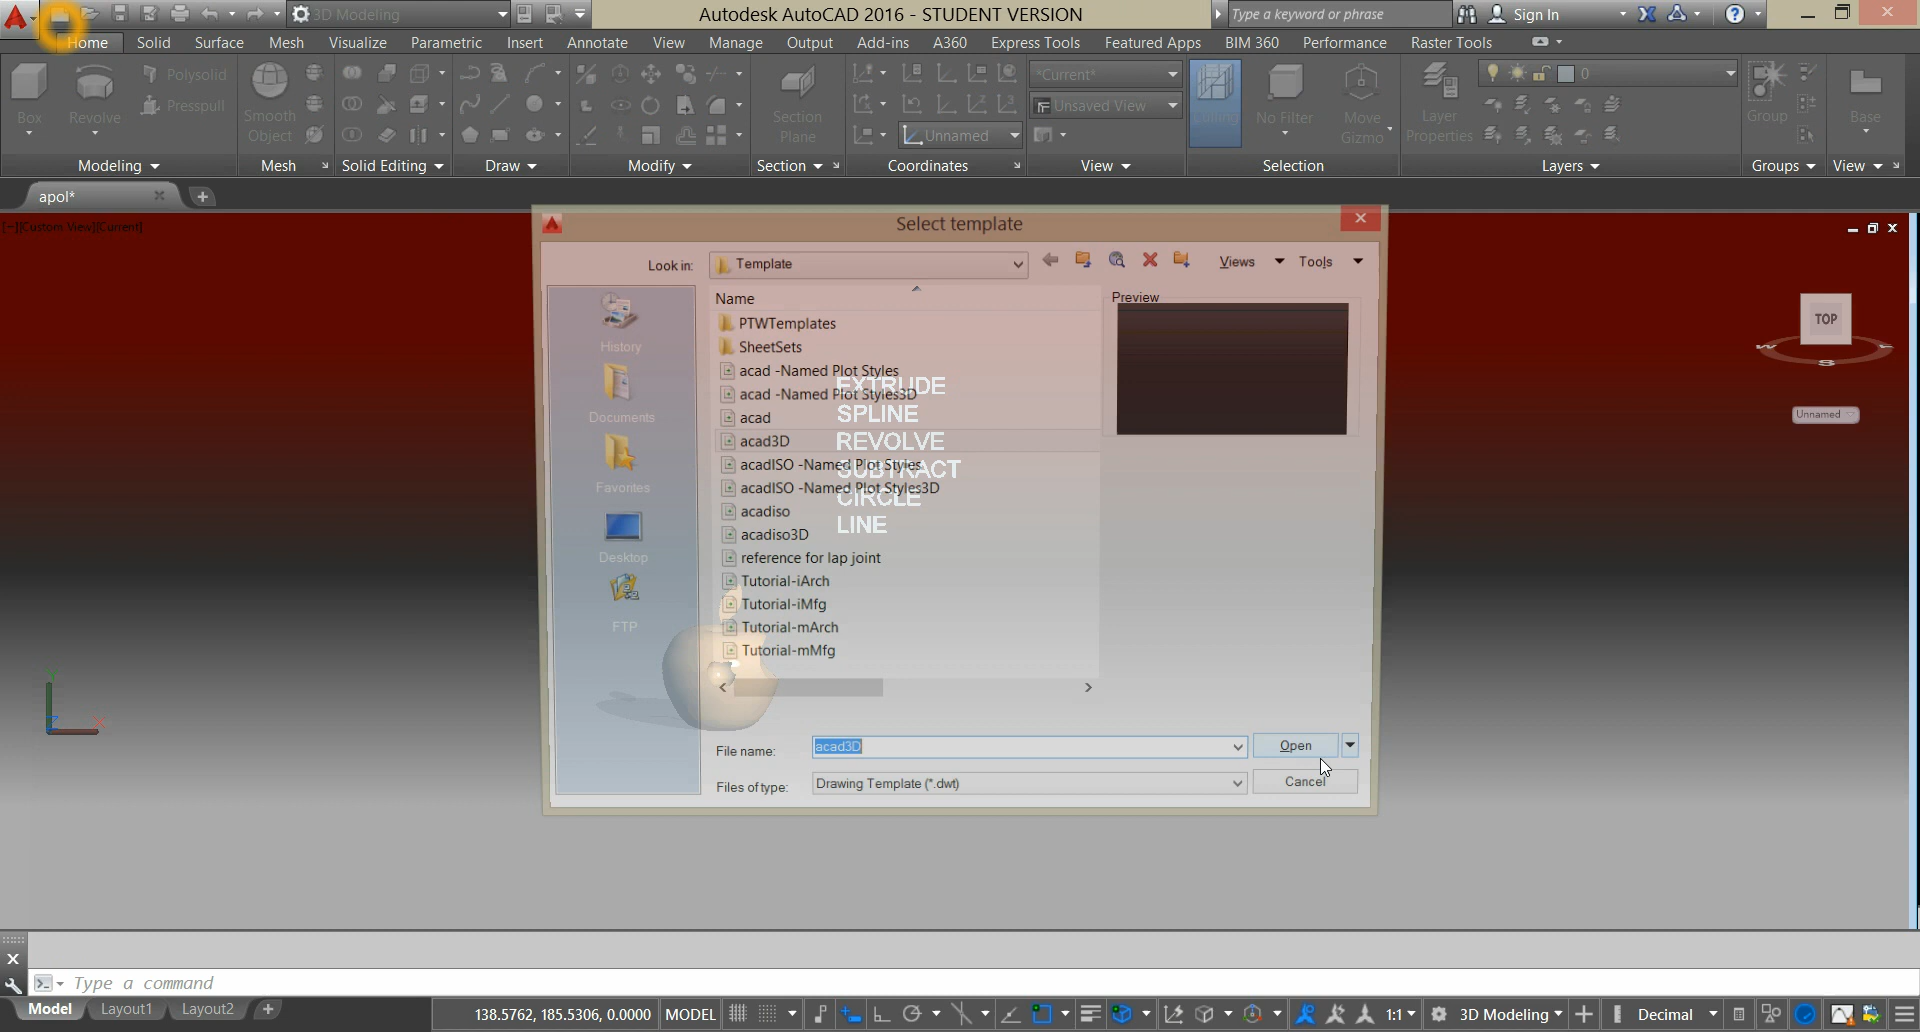 3D Modeling
Autodesk AutoCAD 2016 - STUDENT VERSION
Type a keyword or phrase
Sign In
Home Solid Surface Mesh Visualize Parametric Insert Annotate View Manage Output Add-ins A360 Express Tools Featured Apps BIM 360 Performance Raster Tools
Box
Revolve
Polysolid
Presspull
Smooth
Object
Section
Plane
*Current*
Unsaved View
Unnamed
Culling
No Filter
Move
Gizmo
Layer
Properties
0
Group
Base
Modeling Mesh Solid Editing Draw Modify Section Coordinates View Selection Layers Groups View
apol*
[-][Custom View][Current]
Select template
Look in: Template
Views Tools
Name
Preview
PTWTemplates
SheetSets
acad -Named Plot Styles
acad -Named Plot Styles3D
acad
acad3D
acadISO -Named Plot Styles
acadISO -Named Plot Styles3D
acadiso
acadiso3D
reference for lap joint
Tutorial-iArch
Tutorial-iMfg
Tutorial-mArch
Tutorial-mMfg
History
Documents
Favorites
Desktop
FTP
EXTRUDE
SPLINE
REVOLVE
SUBTRACT
CIRCLE
LINE
File name: acad3D
Open
Files of type: Drawing Template (*.dwt)
Cancel
TOP
W
S
Unnamed
Y
X
Z
Type a command
Model Layout1 Layout2
138.5762, 185.5306, 0.0000 MODEL
1:1 3D Modeling Decimal